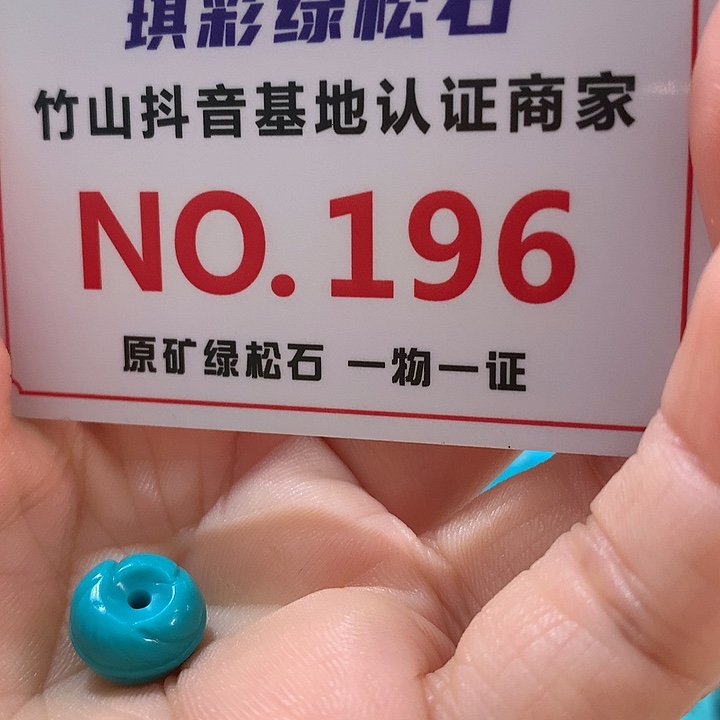 琪彩绿松石
竹山抖音基地认证商家
NO.196
原矿绿松石 一物一证